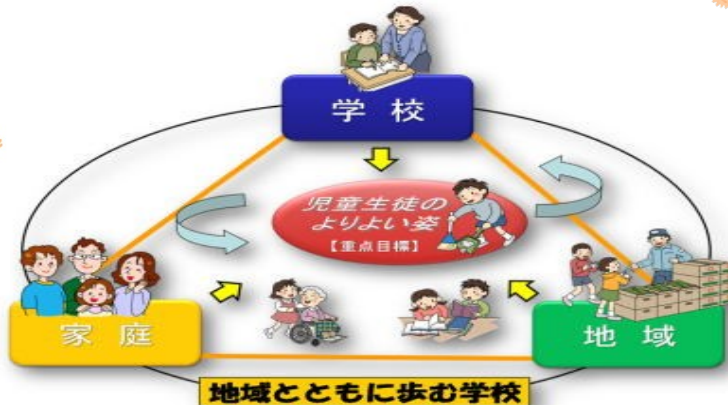 学校
児童生徒の
よりよい姿
【重点目標】
家庭
地域
地域とともに歩む学校